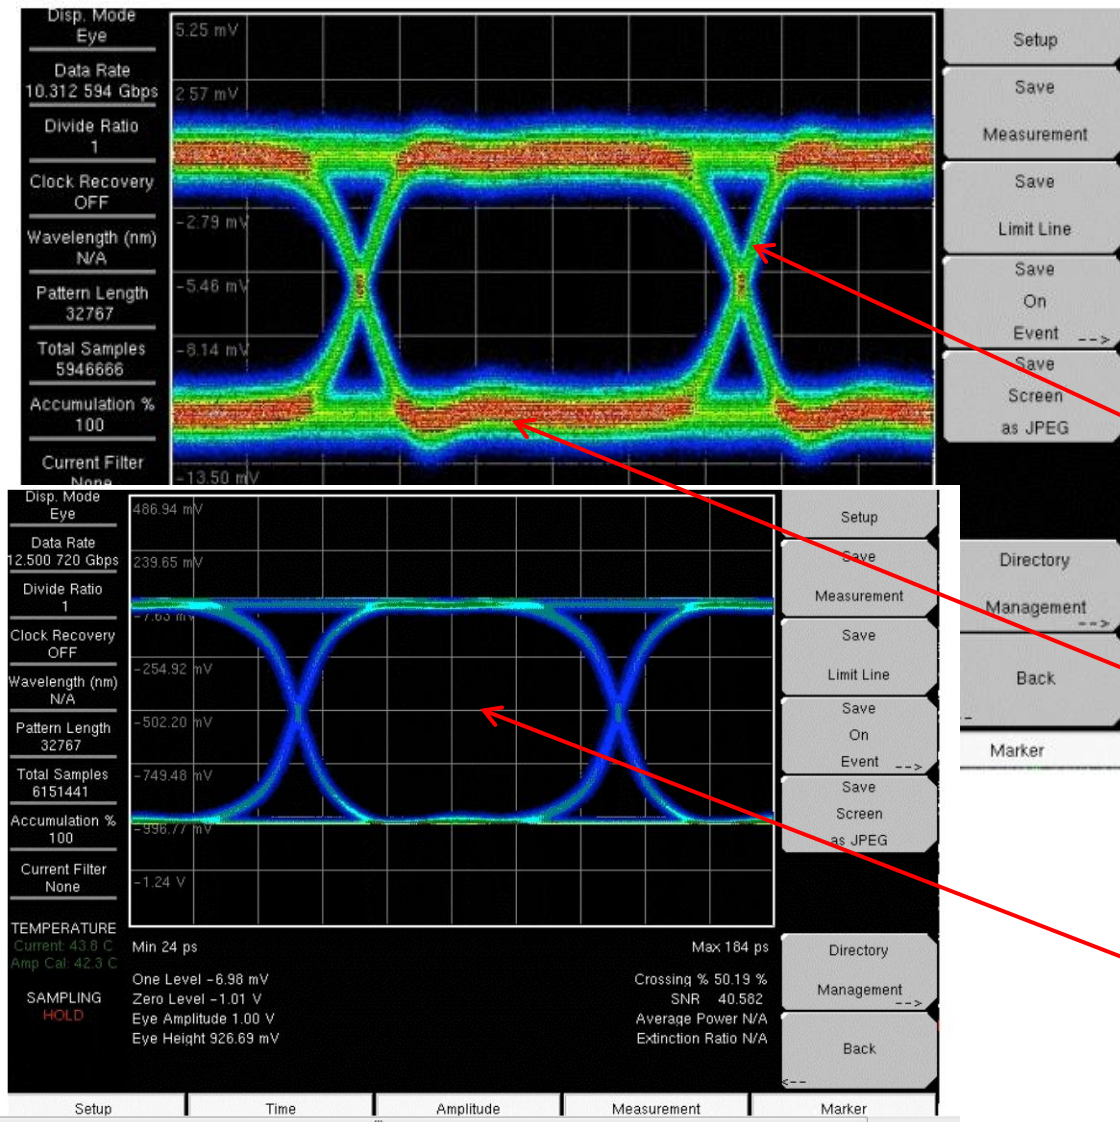 Disp. Mode
Eye
Data Rate
10.312 594 Gbps
Divide Ratio
1
Clock Recovery
OFF
Wavelength (nm)
N/A
Pattern Length
32767
Total Samples
5946666
Accumulation %
100
Current Filter
None
5.25 mV
2.57 mV
-2.79 mV
-5.46 mV
-8.14 mV
-13.50 mV
Setup
Save
Measurement
Save
Limit Line
Save
On
Event -->
Save
Screen
as JPEG
Directory
Management
-->
Back
Marker
Disp. Mode
Eye
Data Rate
12.500 720 Gbps
Divide Ratio
1
Clock Recovery
OFF
Wavelength (nm)
N/A
Pattern Length
32767
Total Samples
6151441
Accumulation %
100
Current Filter
None
TEMPERATURE
Current: 43.8 C
Amp Cal: 42.3 C
SAMPLING
HOLD
486.94 mV
239.65 mV
-7.63 mV
-254.92 mV
-502.20 mV
-749.48 mV
-996.77 mV
-1.24 V
Min 24 ps
Max 184 ps
One Level -6.98 mV
Zero Level -1.01 V
Eye Amplitude 1.00 V
Eye Height 926.69 mV
Crossing % 50.19 %
SNR 40.582
Average Power N/A
Extinction Ratio N/A
Setup
Save
Measurement
Save
Limit Line
Save
On
Event -->
Save
Screen
as JPEG
Directory
Management
-->
Back
<--
Setup
Time
Amplitude
Measurement
Marker